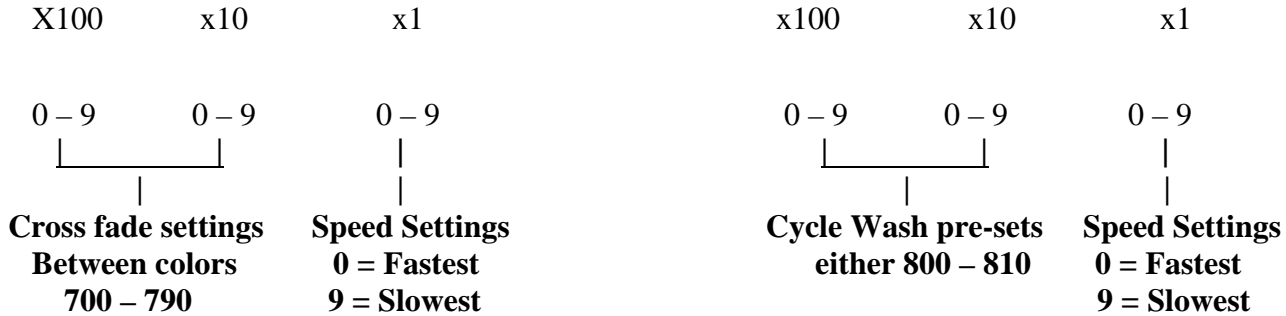 X100 x10 x1 x100 x10 x1
0 – 9 0 – 9 0 – 9 0 – 9 0 – 9 0 – 9
Cross fade settings Speed Settings Cycle Wash pre-sets Speed Settings
Between colors 0 = Fastest either 800 – 810 0 = Fastest
700 – 790 9 = Slowest 9 = Slowest